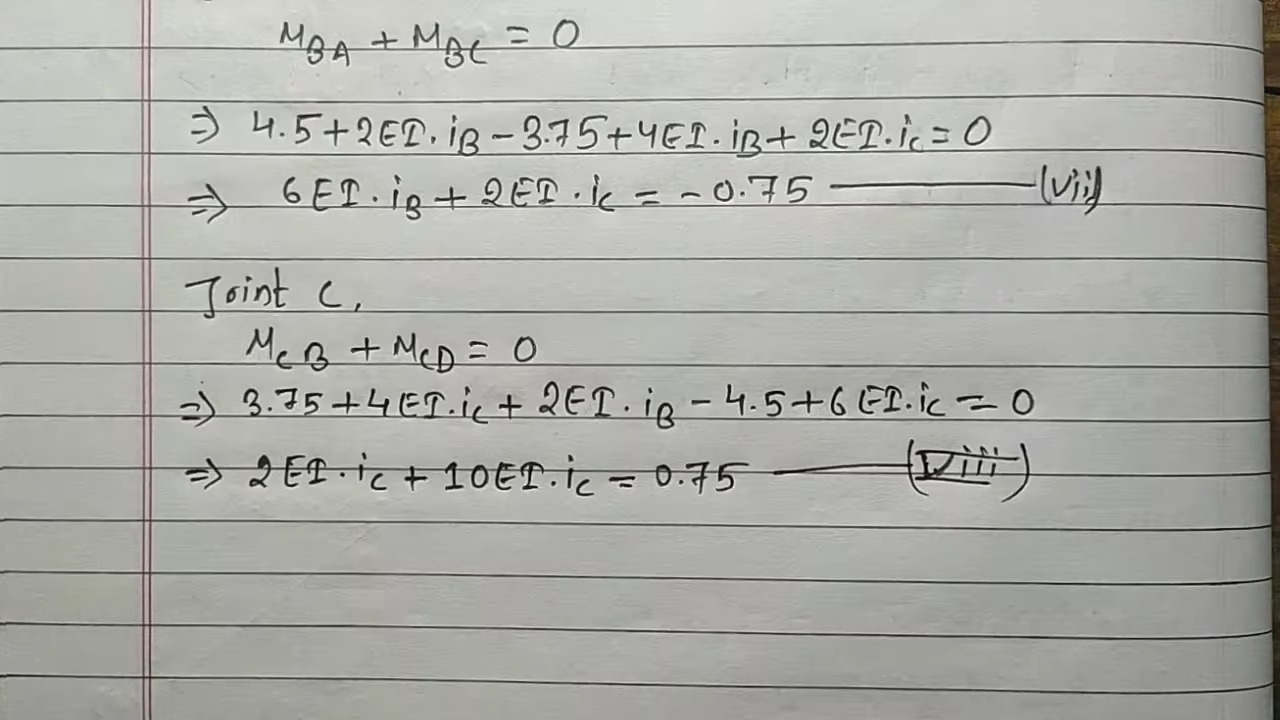 M_BA + M_BC = 0
⇒ 4.5+2EI.i_B-3.75+4EI.i_B+2EI.i_C=0
⇒ 6EI.i_B+2EI.i_C=-0.75 ——— (vii)
Joint C,
M_CB + M_CD = 0
⇒ 3.75+4EI.i_C+2EI.i_B-4.5+6EI.i_C=0
⇒ 2EI.i_C+10EI.i_C=0.75 ——— (viii)